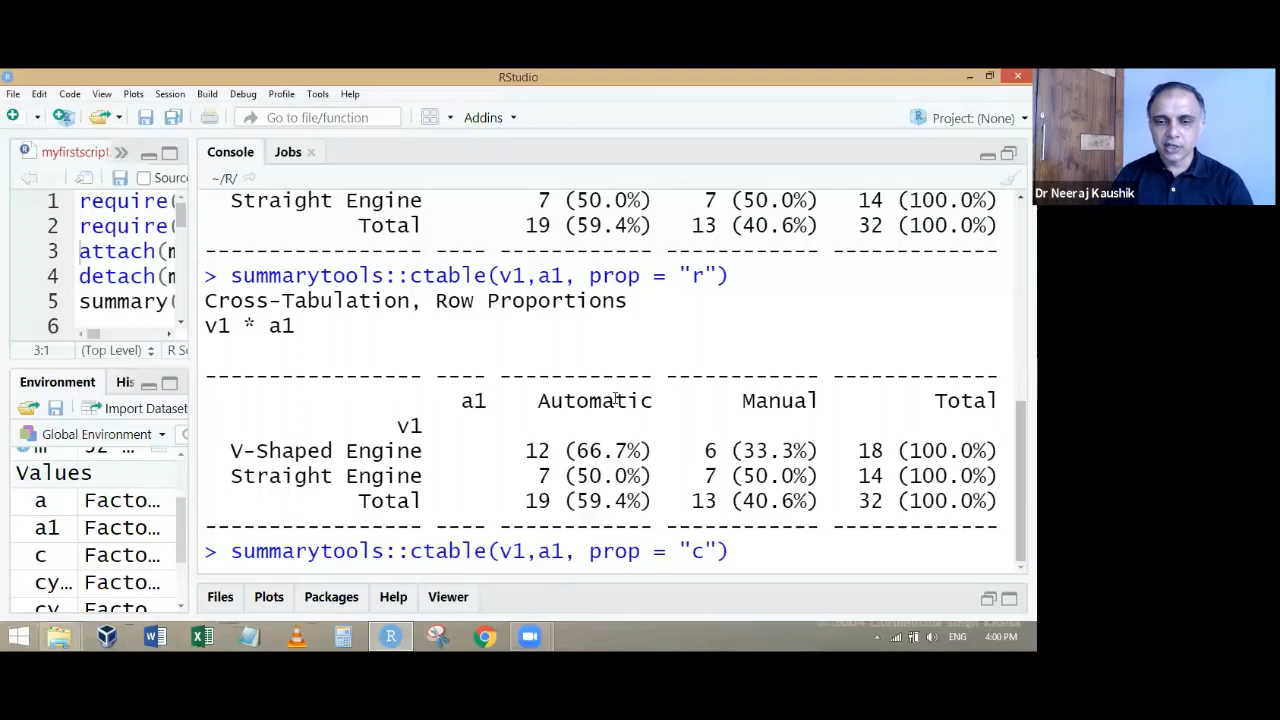 RStudio
File Edit Code View Plots Session Build Debug Profile Tools Help
Go to file/function Addins Project: (None)
myfirstscript
Source
1 require(
2 require(
3 attach(m
4 detach(m
5 summary(
6
3:1 (Top Level) R Sc
Environment His
Import Dataset
Global Environment
Values
a Facto...
a1 Facto...
c Facto...
cy... Facto...
cy Facto...
Console Jobs
~/R/
Straight Engine 7 (50.0%) 7 (50.0%) 14 (100.0%)
Total 19 (59.4%) 13 (40.6%) 32 (100.0%)
----------------- ---- ------------ ------------ -------------
> summarytools::ctable(v1,a1, prop = "r")
Cross-Tabulation, Row Proportions
v1 * a1
----------------- ---- ------------ ------------ -------------
a1 Automatic Manual Total
v1
V-Shaped Engine 12 (66.7%) 6 (33.3%) 18 (100.0%)
Straight Engine 7 (50.0%) 7 (50.0%) 14 (100.0%)
Total 19 (59.4%) 13 (40.6%) 32 (100.0%)
----------------- ---- ------------ ------------ -------------
> summarytools::ctable(v1,a1, prop = "c")
Files Plots Packages Help Viewer
ENG 4:00 PM
Dr Neeraj Kaushik